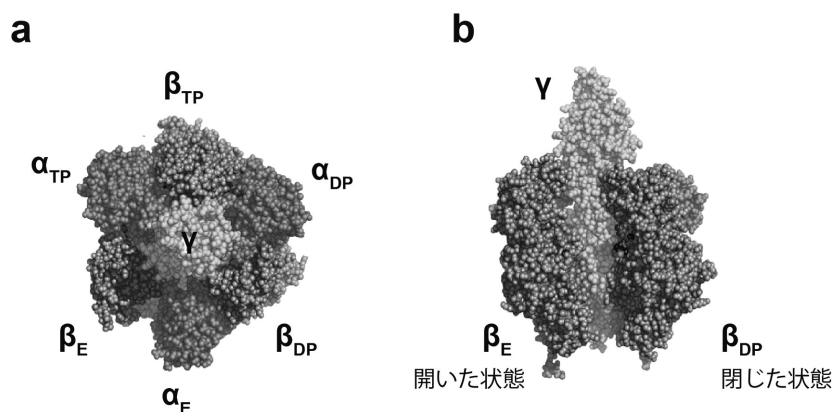 a
b
β_TP
γ
α_TP
α_DP
γ
β_E
β_DP
α_E
β_E
β_DP
開いた状態
閉じた状態